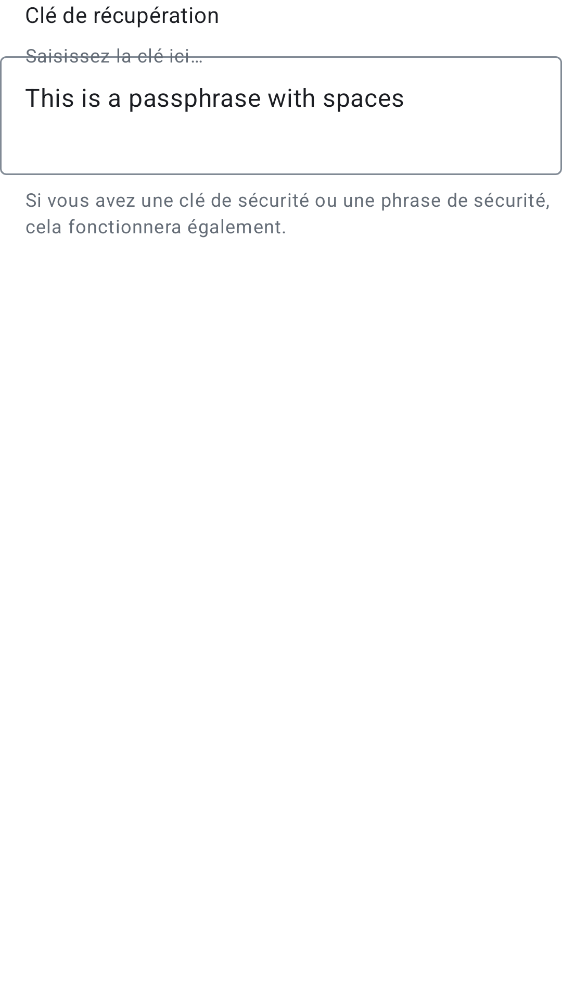 Clé de récupération
Saisissez la clé ici…
This is a passphrase with spaces
Si vous avez une clé de sécurité ou une phrase de sécurité,
cela fonctionnera également.